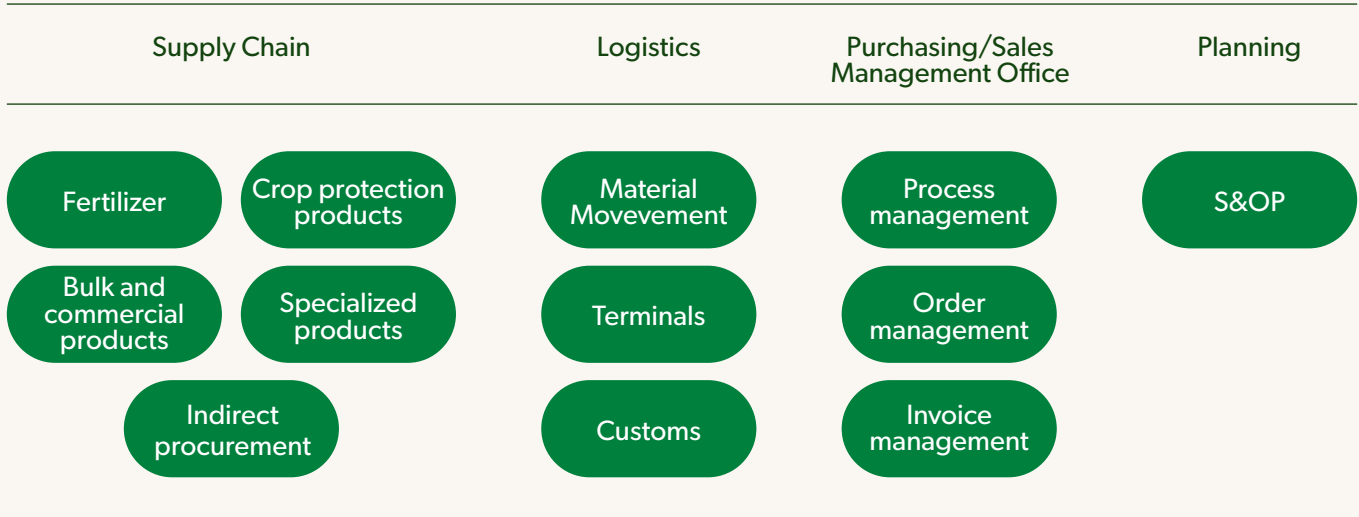 Supply Chain
Logistics
Purchasing/Sales
Management Office
Planning
Fertilizer
Crop protection
products
Material
Movevement
Process
management
S&OP
Bulk and
commercial
products
Specialized
products
Terminals
Order
management
Indirect
procurement
Customs
Invoice
management